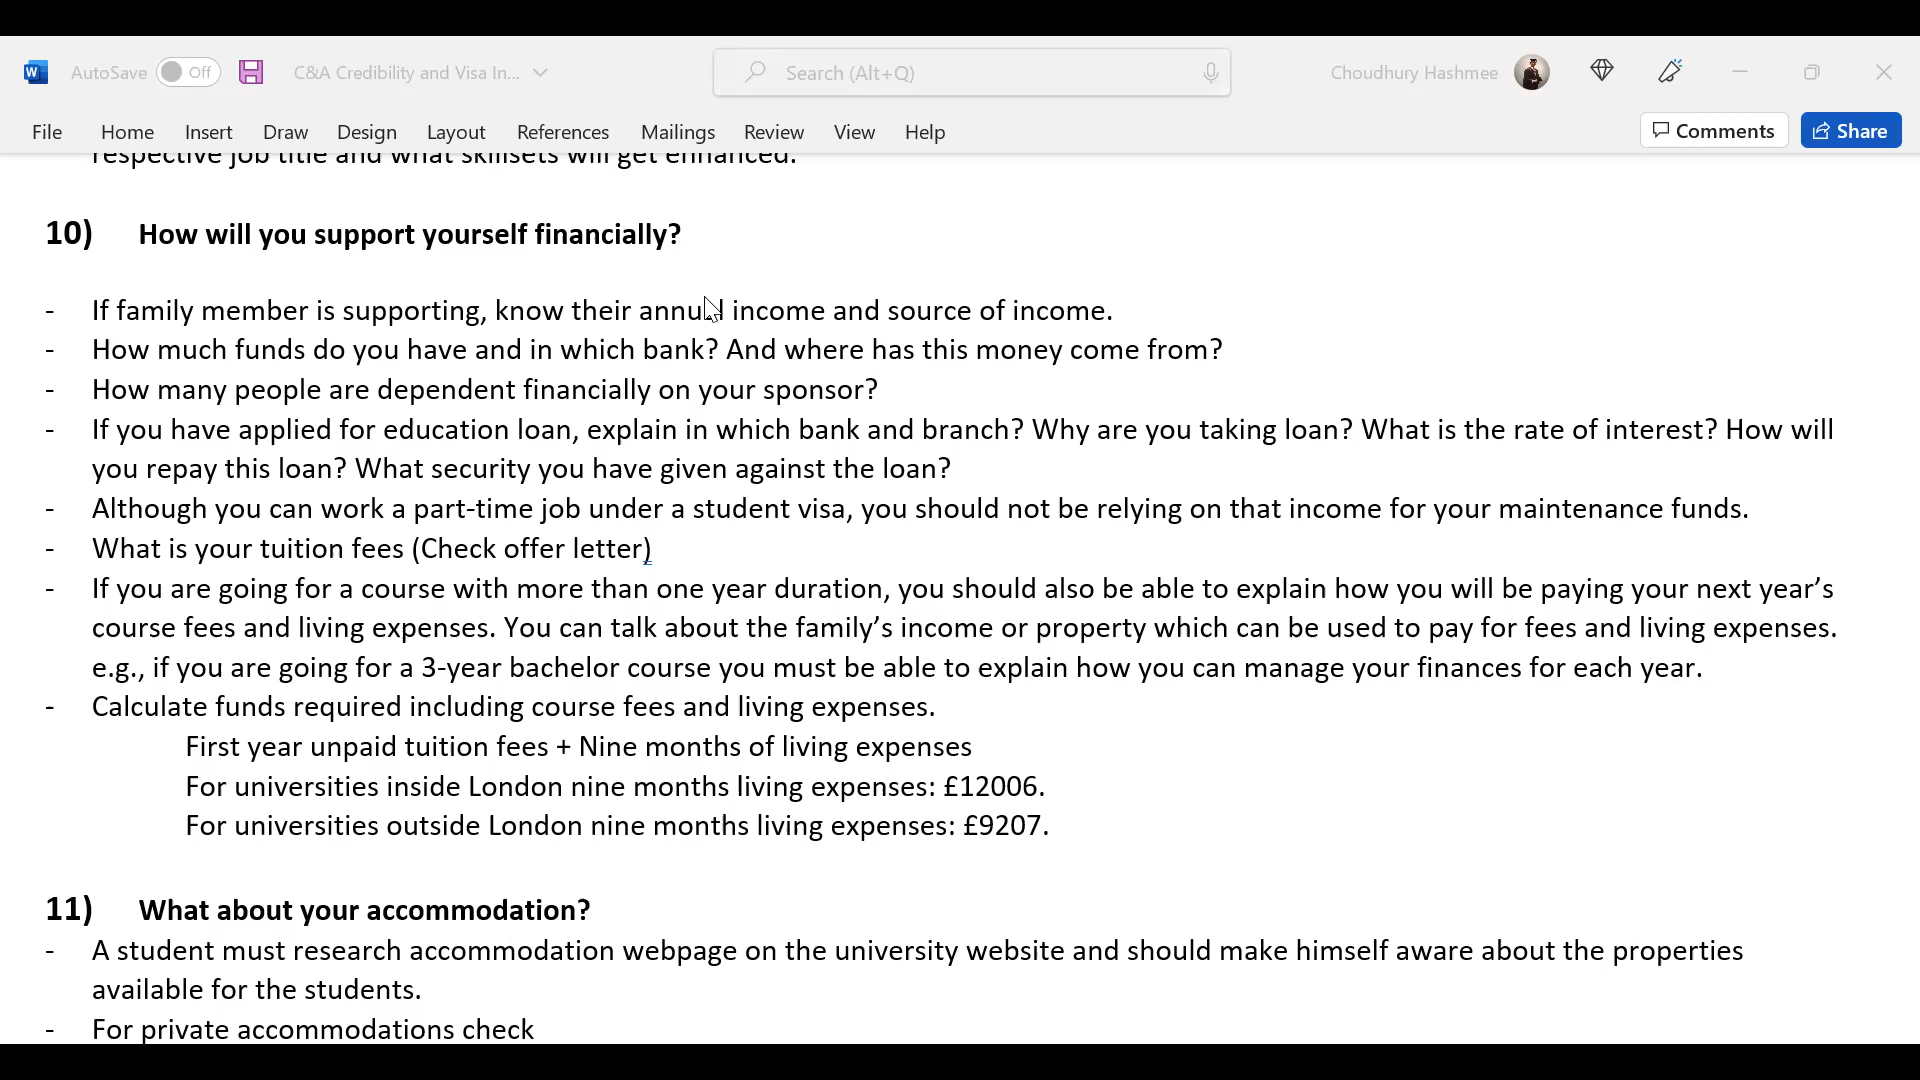 AutoSave Off C&A Credibility and Visa In... Search (Alt+Q) Choudhury Hashmee
File Home Insert Draw Design Layout References Mailings Review View Help Comments Share
respective job title and what skillsets will get enhanced.
10) How will you support yourself financially?
- If family member is supporting, know their annual income and source of income.
- How much funds do you have and in which bank? And where has this money come from?
- How many people are dependent financially on your sponsor?
- If you have applied for education loan, explain in which bank and branch? Why are you taking loan? What is the rate of interest? How will
you repay this loan? What security you have given against the loan?
- Although you can work a part-time job under a student visa, you should not be relying on that income for your maintenance funds.
- What is your tuition fees (Check offer letter)
- If you are going for a course with more than one year duration, you should also be able to explain how you will be paying your next year’s
course fees and living expenses. You can talk about the family’s income or property which can be used to pay for fees and living expenses.
e.g., if you are going for a 3-year bachelor course you must be able to explain how you can manage your finances for each year.
- Calculate funds required including course fees and living expenses.
First year unpaid tuition fees + Nine months of living expenses
For universities inside London nine months living expenses: £12006.
For universities outside London nine months living expenses: £9207.
11) What about your accommodation?
- A student must research accommodation webpage on the university website and should make himself aware about the properties
available for the students.
- For private accommodations check